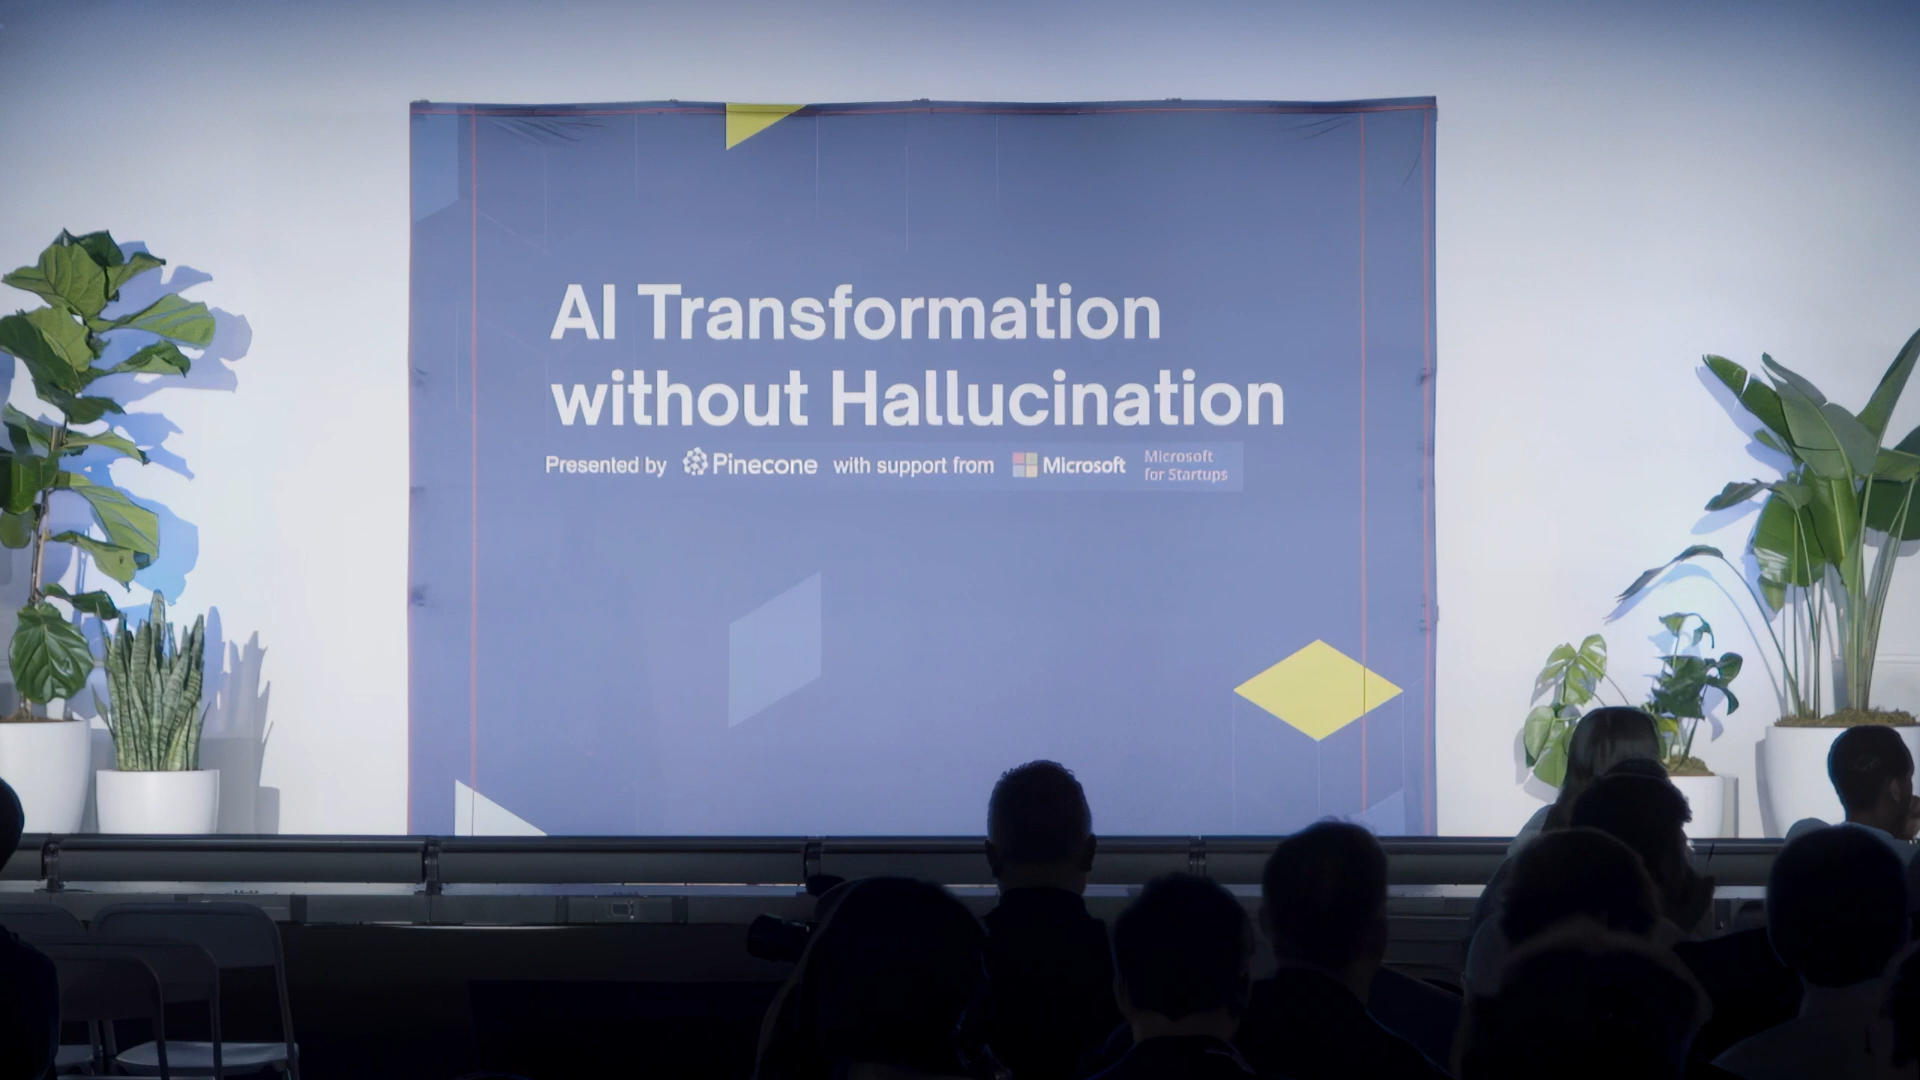 AI Transformation
without Hallucination
Presented by Pinecone with support from Microsoft Microsoft
for Startups